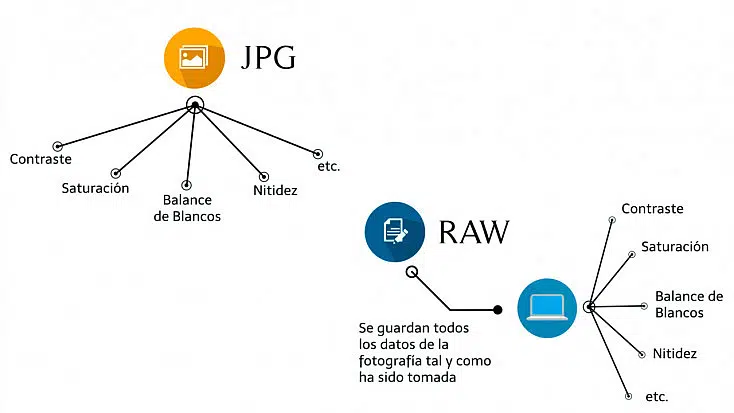 JPG
Contraste
Saturación
Balance
de Blancos
Nitidez
etc.
RAW
Se guardan todos
los datos de la
fotografía tal y como
ha sido tomada
Contraste
Saturación
Balance de
Blancos
Nitidez
etc.